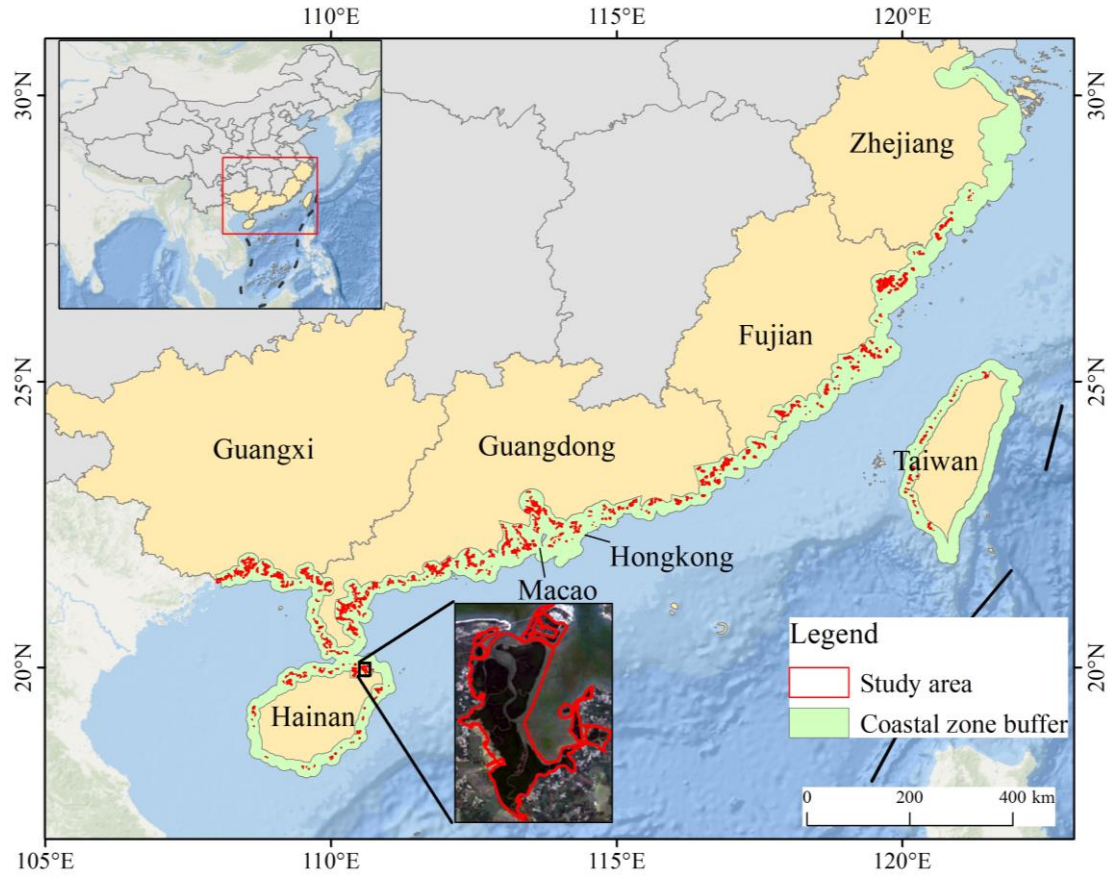 110°E 115°E 120°E
30°N
30°N
Zhejiang
Fujian
25°N
25°N
Guangxi
Guangdong
Taiwan
Hongkong
Macao
20°N
20°N
Hainan
Legend
Study area
Coastal zone buffer
0 200 400 km
105°E 110°E 115°E 120°E